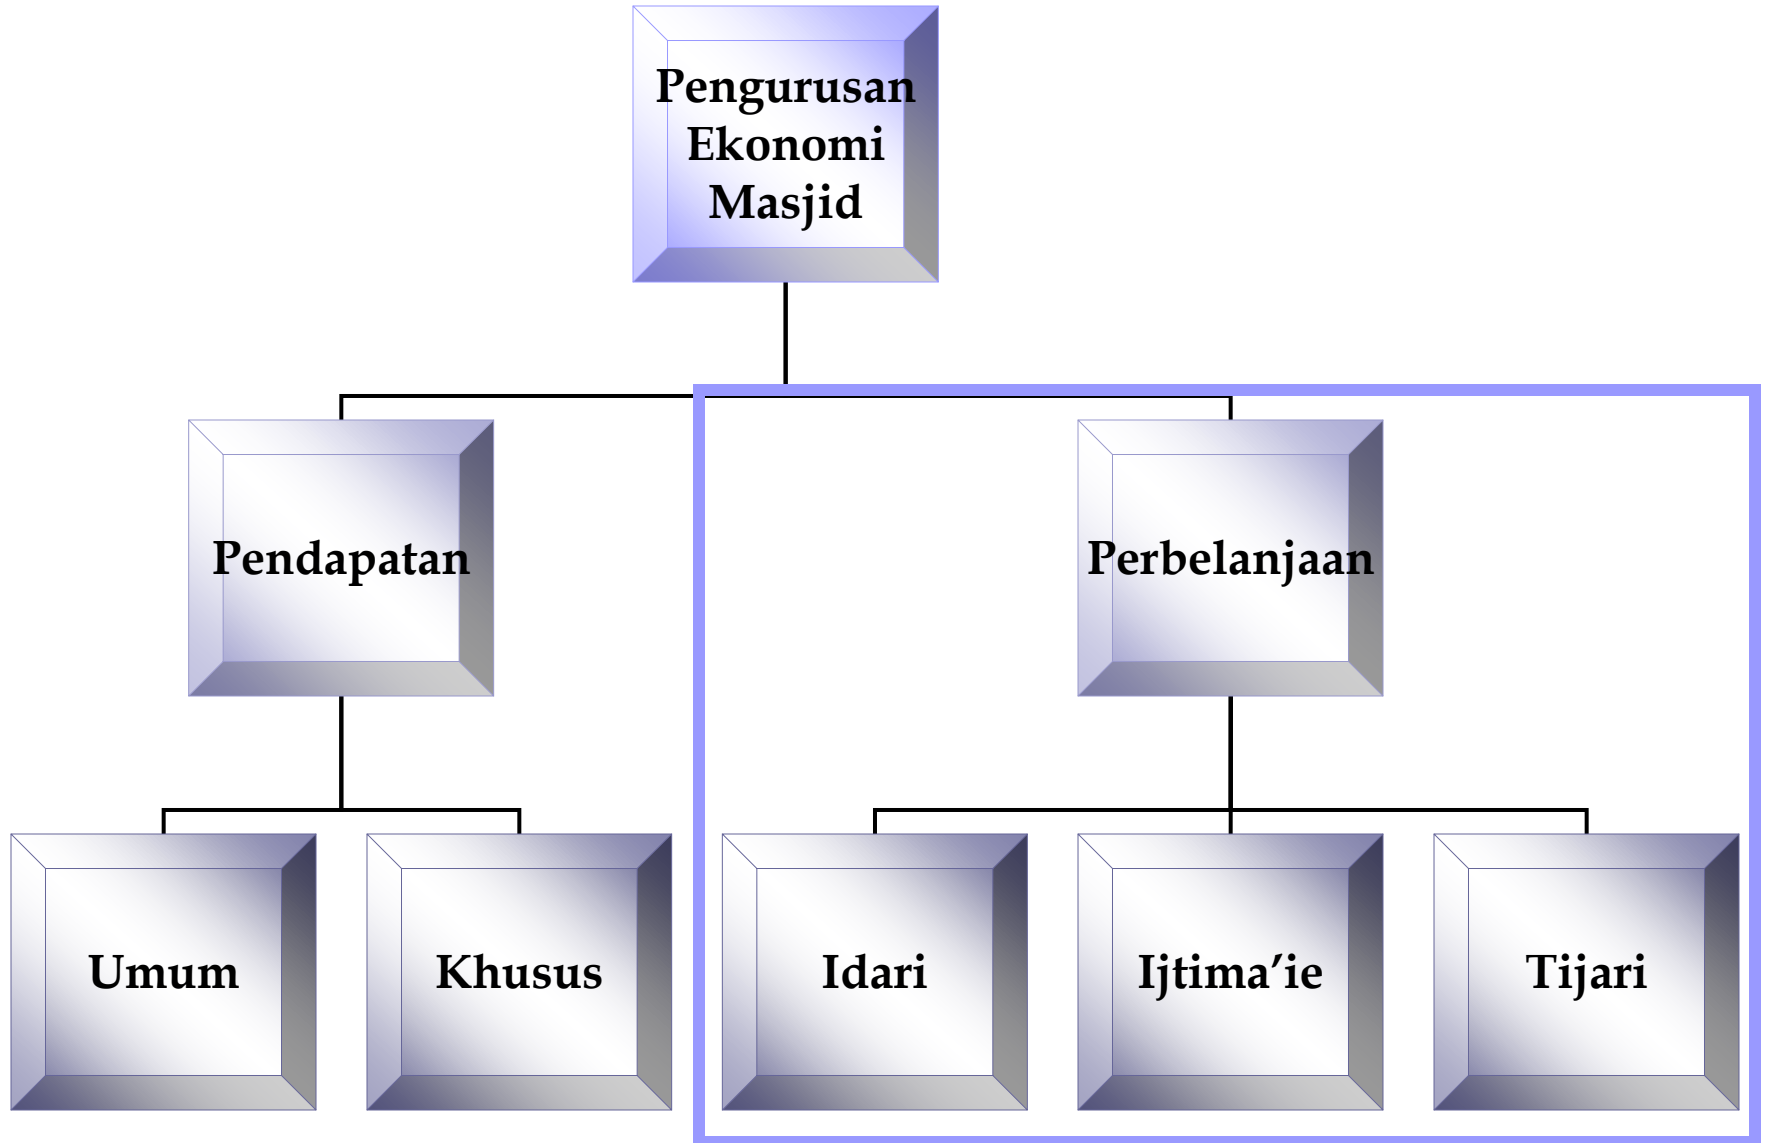 Pengurusan
Ekonomi
Masjid
Pendapatan
Perbelanjaan
Umum
Khusus
Idari
Ijtima’ie
Tijari